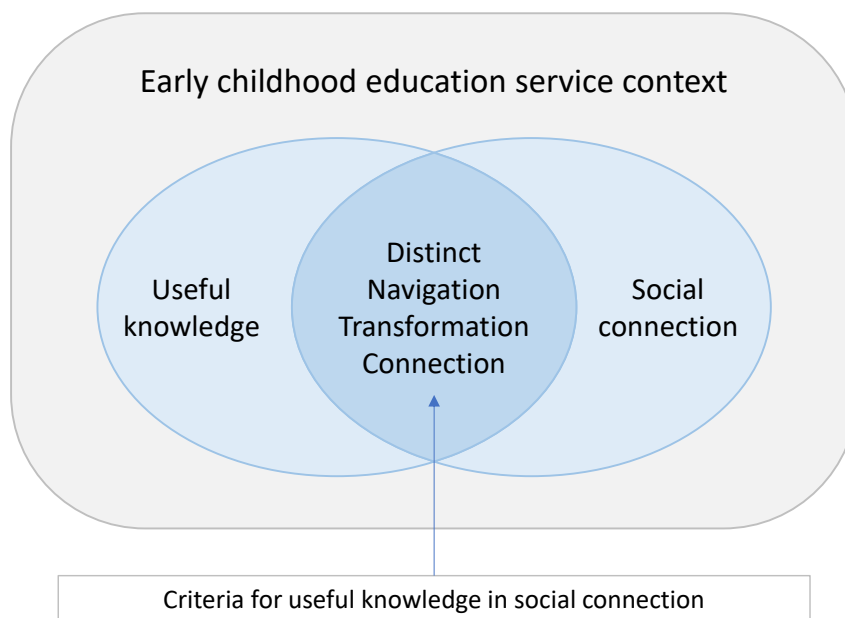 Early childhood education service context
Useful
knowledge
Distinct
Navigation
Transformation
Connection
Social
connection
Criteria for useful knowledge in social connection